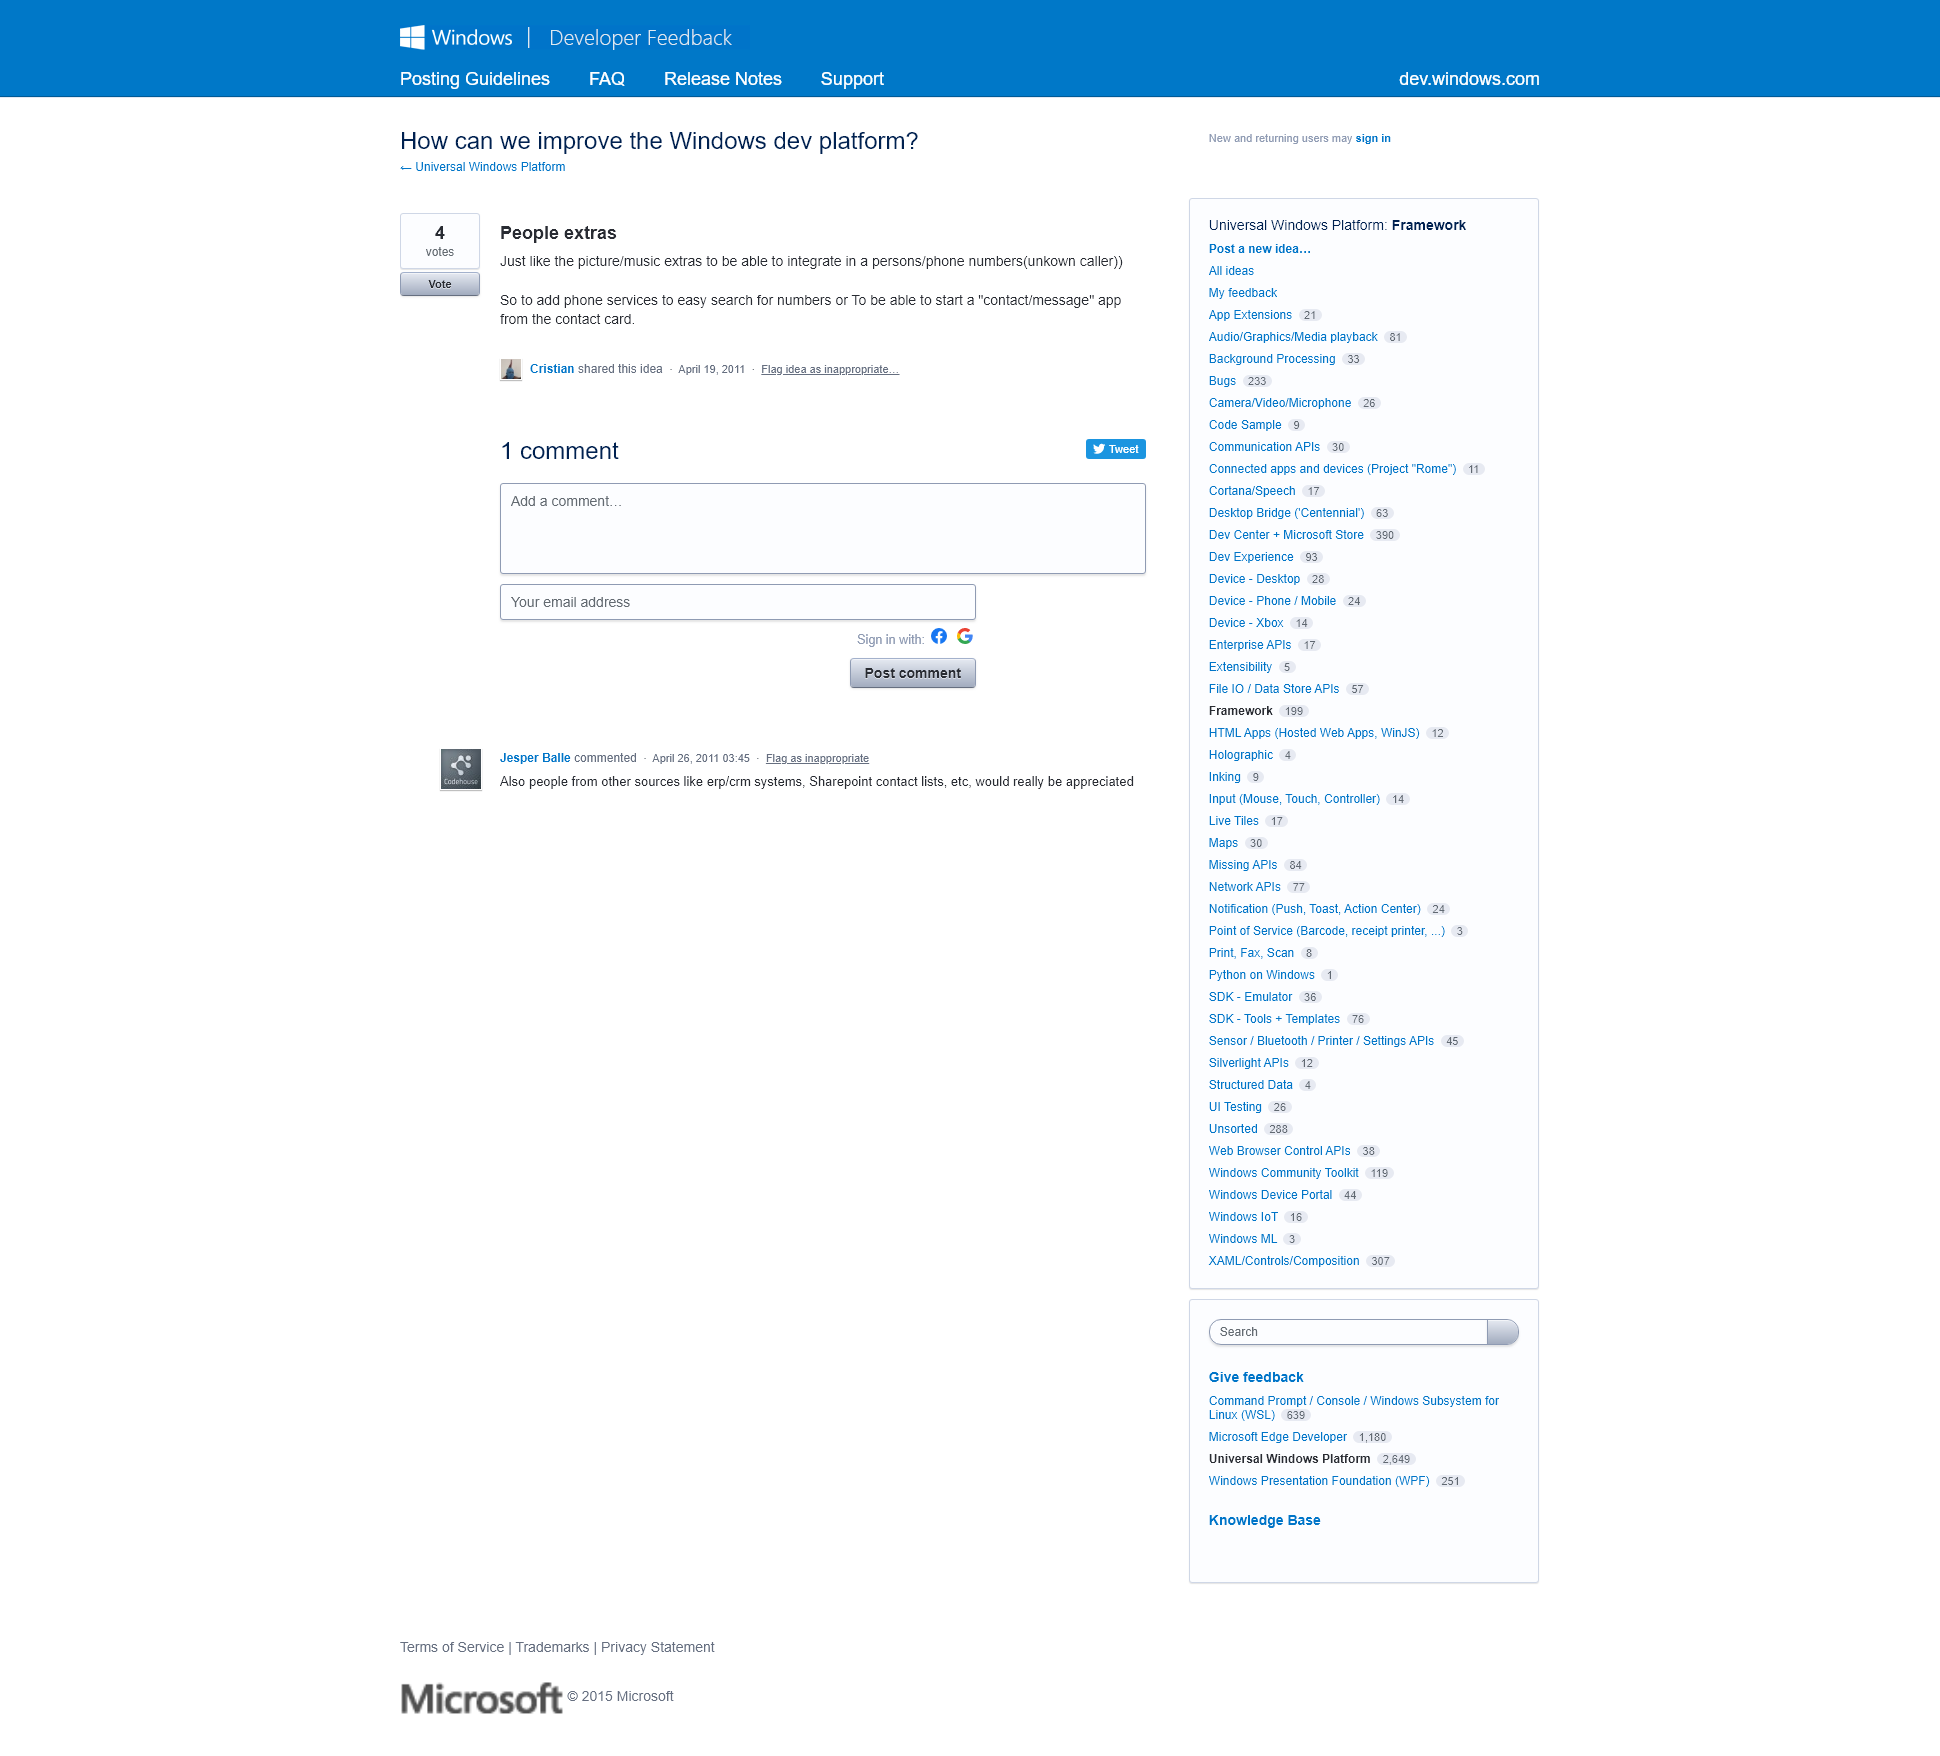 Windows | Developer Feedback
Posting Guidelines FAQ Release Notes Support dev.windows.com
How can we improve the Windows dev platform?
← Universal Windows Platform
New and returning users may sign in
4
votes
Vote
People extras
Just like the picture/music extras to be able to integrate in a persons/phone numbers(unkown caller))
So to add phone services to easy search for numbers or To be able to start a "contact/message" app
from the contact card.
Cristian shared this idea · April 19, 2011 · Flag idea as inappropriate…
1 comment
Tweet
Add a comment…
Your email address
Sign in with:
Post comment
Codehouse
Jesper Balle commented · April 26, 2011 03:45 · Flag as inappropriate
Also people from other sources like erp/crm systems, Sharepoint contact lists, etc, would really be appreciated
Universal Windows Platform: Framework
Post a new idea…
All ideas
My feedback
App Extensions 21
Audio/Graphics/Media playback 81
Background Processing 33
Bugs 233
Camera/Video/Microphone 26
Code Sample 9
Communication APIs 30
Connected apps and devices (Project "Rome") 11
Cortana/Speech 17
Desktop Bridge ('Centennial') 63
Dev Center + Microsoft Store 390
Dev Experience 93
Device - Desktop 28
Device - Phone / Mobile 24
Device - Xbox 14
Enterprise APIs 17
Extensibility 5
File IO / Data Store APIs 57
Framework 199
HTML Apps (Hosted Web Apps, WinJS) 12
Holographic 4
Inking 9
Input (Mouse, Touch, Controller) 14
Live Tiles 17
Maps 30
Missing APIs 84
Network APIs 77
Notification (Push, Toast, Action Center) 24
Point of Service (Barcode, receipt printer, ...) 3
Print, Fax, Scan 8
Python on Windows 1
SDK - Emulator 36
SDK - Tools + Templates 76
Sensor / Bluetooth / Printer / Settings APIs 45
Silverlight APIs 12
Structured Data 4
UI Testing 26
Unsorted 288
Web Browser Control APIs 38
Windows Community Toolkit 119
Windows Device Portal 44
Windows IoT 16
Windows ML 3
XAML/Controls/Composition 307
Search
Give feedback
Command Prompt / Console / Windows Subsystem for
Linux (WSL) 639
Microsoft Edge Developer 1,180
Universal Windows Platform 2,649
Windows Presentation Foundation (WPF) 251
Knowledge Base
Terms of Service | Trademarks | Privacy Statement
Microsoft © 2015 Microsoft